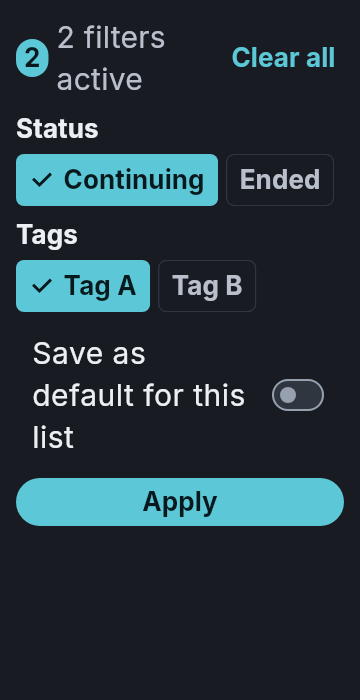 2
2 filters
active
Clear all
Status
Continuing
Ended
Tags
Tag A
Tag B
Save as
default for this
list
Apply